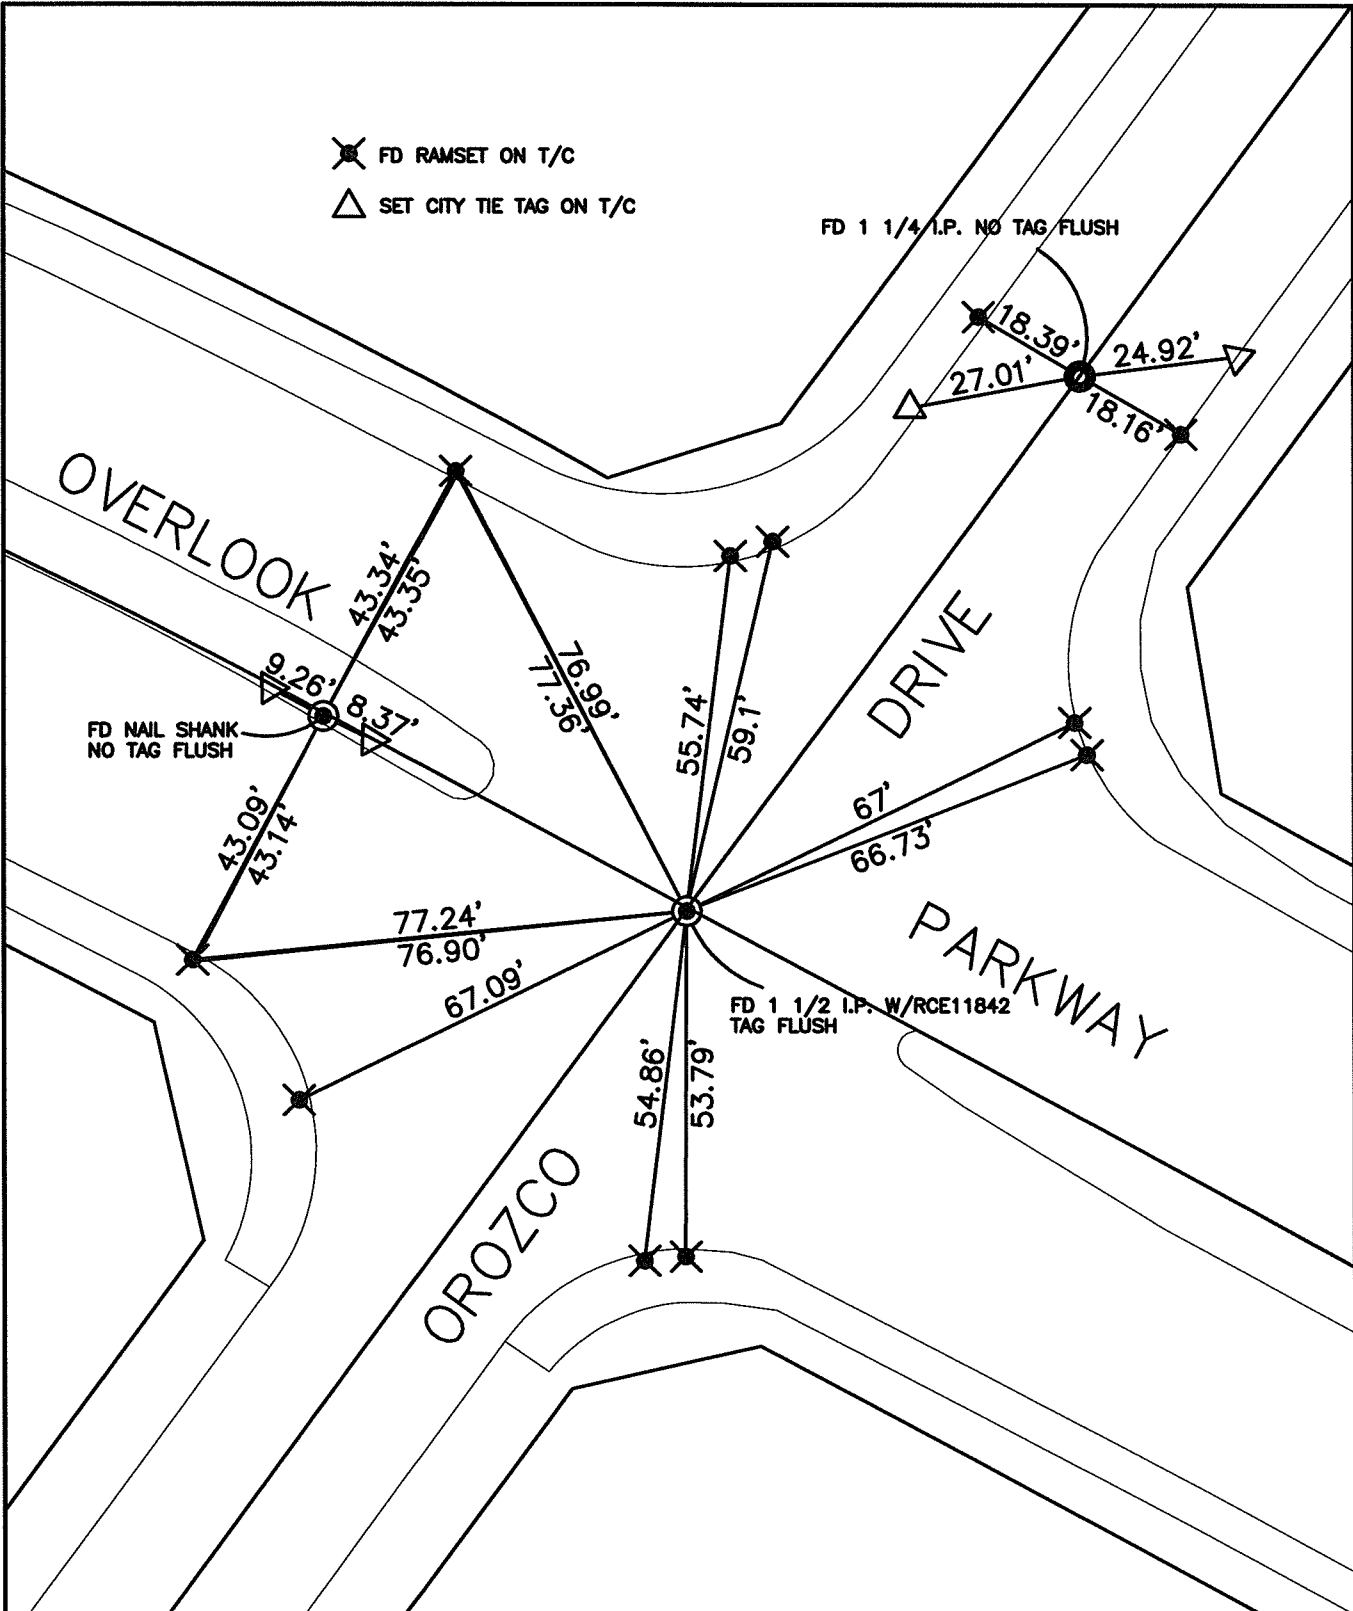 FD RAMSET ON T/C
SET CITY TIE TAG ON T/C
FD 1 1/4 I.P. NO TAG FLUSH
18.39'
24.92'
27.01'
18.16'
OVERLOOK
43.34'
43.35'
9.26'
8.37'
FD NAIL SHANK
NO TAG FLUSH
76.99'
77.36'
55.74'
59.1'
DRIVE
67'
66.73'
43.09'
43.14'
77.24'
76.90'
67.09'
PARKWAY
FD 1 1/2 I.P. W/RCE11842
TAG FLUSH
54.86'
53.79'
OROZCO